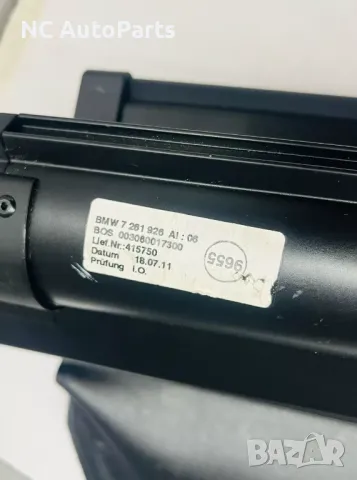 NC AutoParts
BMW 7 261 926 AI: 06
BOS 003060017300
Lief.Nr:415750
Datum 18.07.11
Prüfung I.O.
9655
bazar